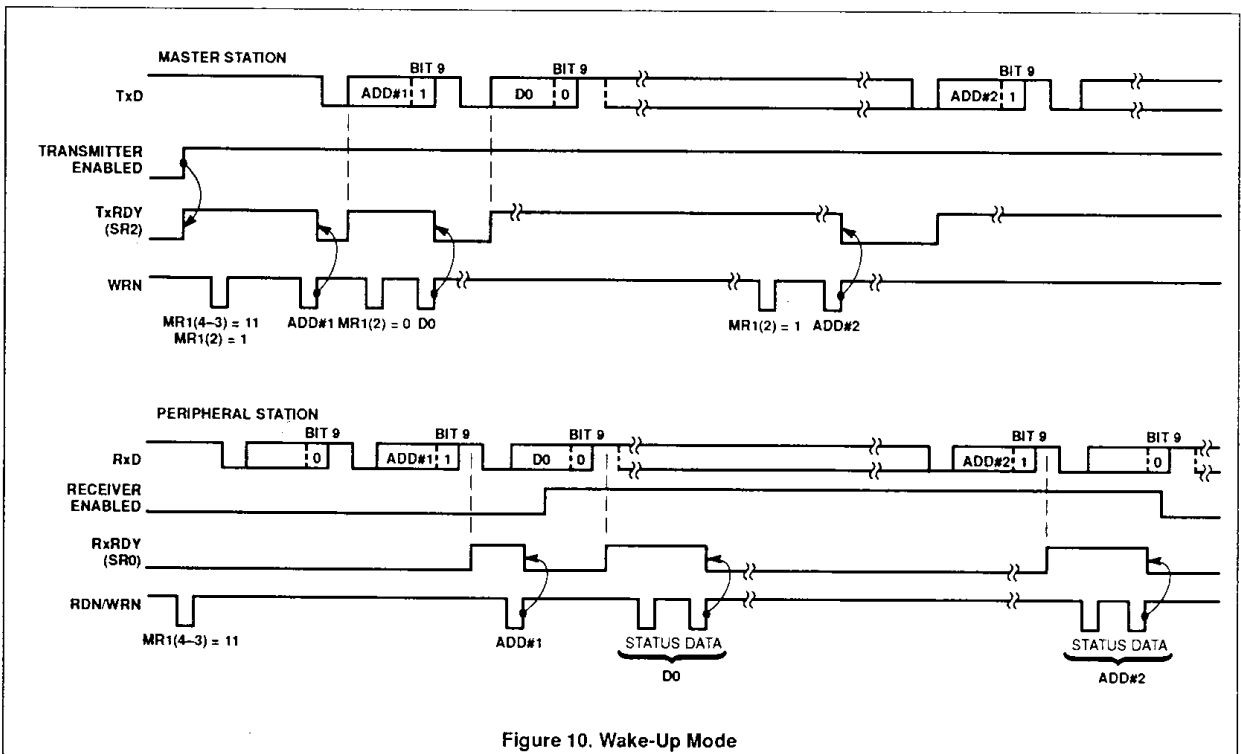 MASTER STATION
BIT 9 BIT 9 BIT 9
TxD ADD#1 1 D0 0 ADD#2 1
TRANSMITTER
ENABLED
TxRDY
(SR2)
WRN
MR1(4–3) = 11 ADD#1 MR1(2) = 0 D0 MR1(2) = 1 ADD#2
MR1(2) = 1
PERIPHERAL STATION
BIT 9 BIT 9 BIT 9 BIT 9 BIT 9
RxD 0 ADD#1 1 D0 0 ADD#2 1 0
RECEIVER
ENABLED
RxRDY
(SR0)
RDN/WRN
MR1(4–3) = 11 ADD#1 STATUS DATA STATUS DATA
D0 ADD#2
Figure 10. Wake-Up Mode